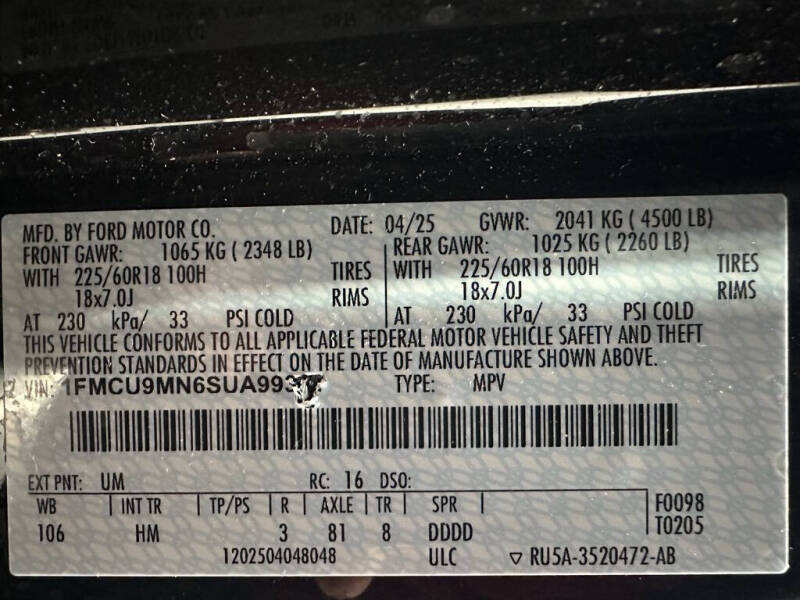 MFD. BY FORD MOTOR CO. DATE: 04/25 GVWR: 2041 KG ( 4500 LB)
FRONT GAWR: 1065 KG ( 2348 LB) REAR GAWR: 1025 KG ( 2260 LB)
WITH 225/60R18 100H TIRES WITH 225/60R18 100H TIRES
18x7.0J RIMS 18x7.0J RIMS
AT 230 kPa/ 33 PSI COLD AT 230 kPa/ 33 PSI COLD
THIS VEHICLE CONFORMS TO ALL APPLICABLE FEDERAL MOTOR VEHICLE SAFETY AND THEFT
PREVENTION STANDARDS IN EFFECT ON THE DATE OF MANUFACTURE SHOWN ABOVE.
VIN: 1FMCU9MN6SUA99 TYPE: MPV
EXT PNT: UM RC: 16 DSO:
WB INT TR TP/PS R AXLE TR SPR F0098
106 HM 3 81 8 DDDD T0205
1202504048048 ULC ▽ RU5A-3520472-AB